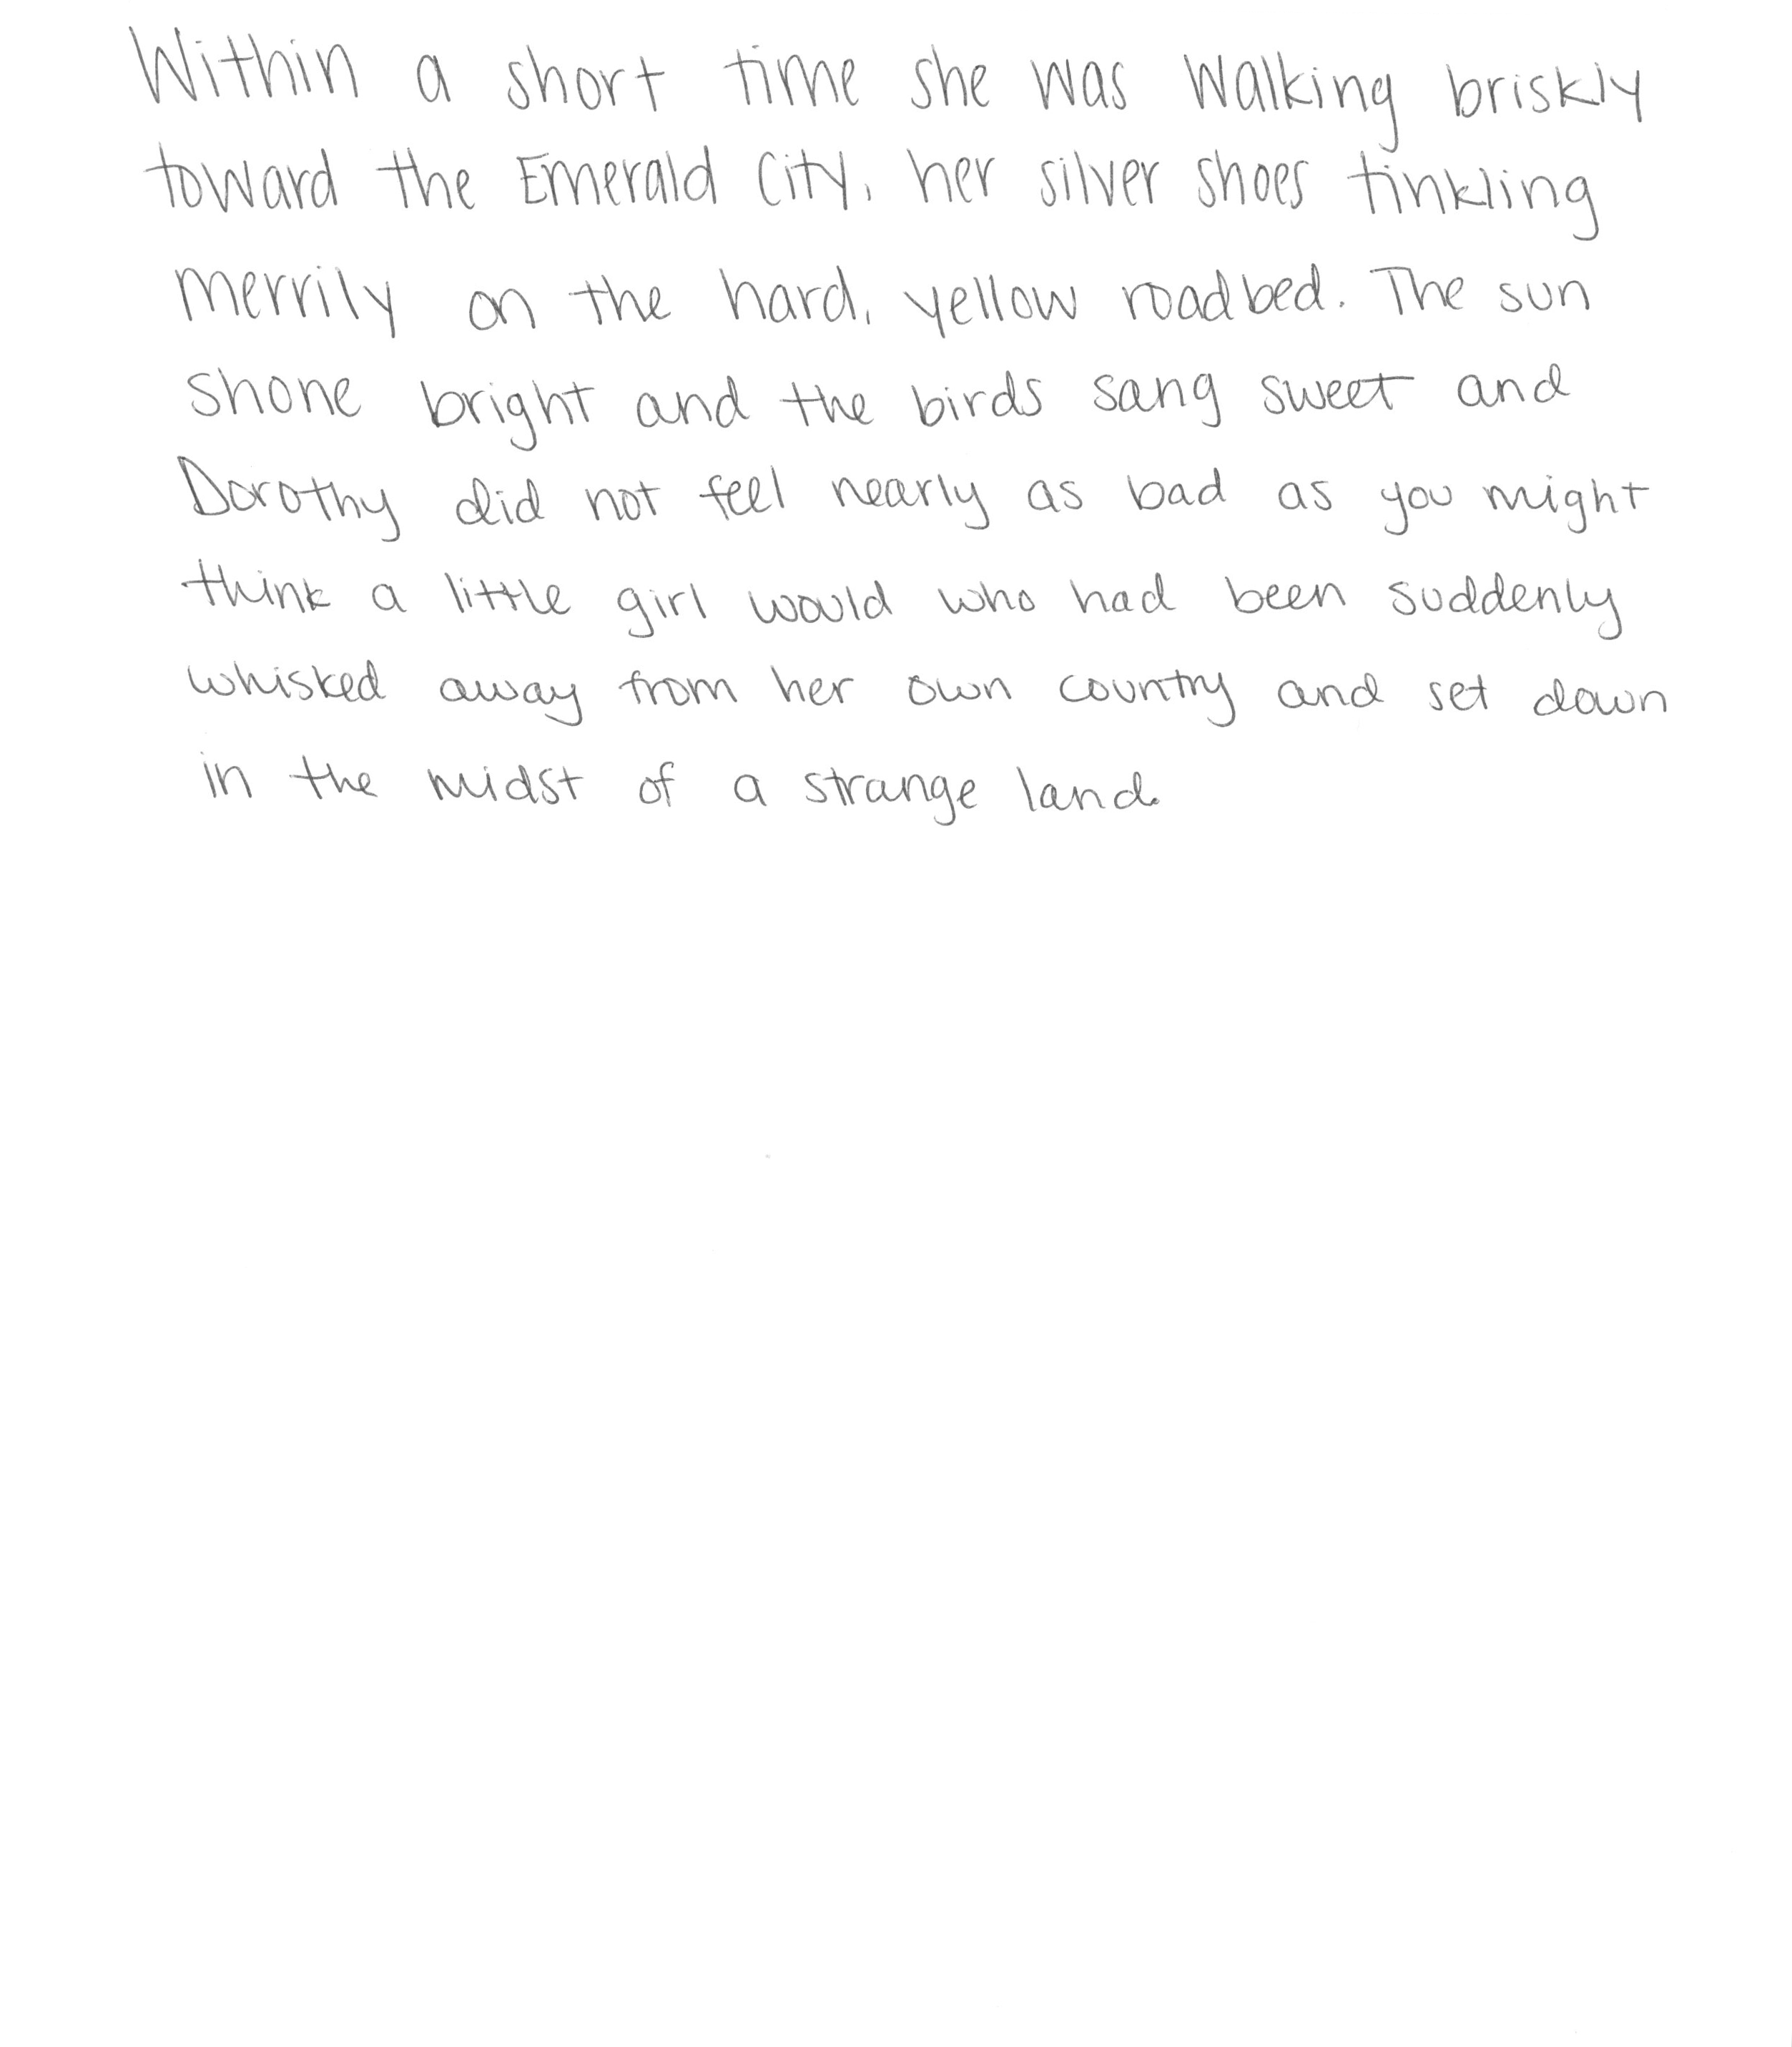 Within a short time she was walking briskly
toward the Emerald City, her silver shoes tinkling
merrily on the hard, yellow roadbed. The sun
shone bright and the birds sang sweet and
Dorothy did not feel nearly as bad as you might
think a little girl would who had been suddenly
whisked away from her own country and set down
in the midst of a strange land.